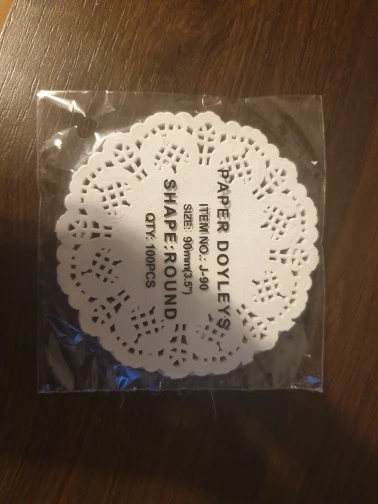 PAPER DOYLEYS
ITEM NO.: J-90
SIZE: 90mm(3.5")
SHAPE:ROUND
QTY: 100PCS